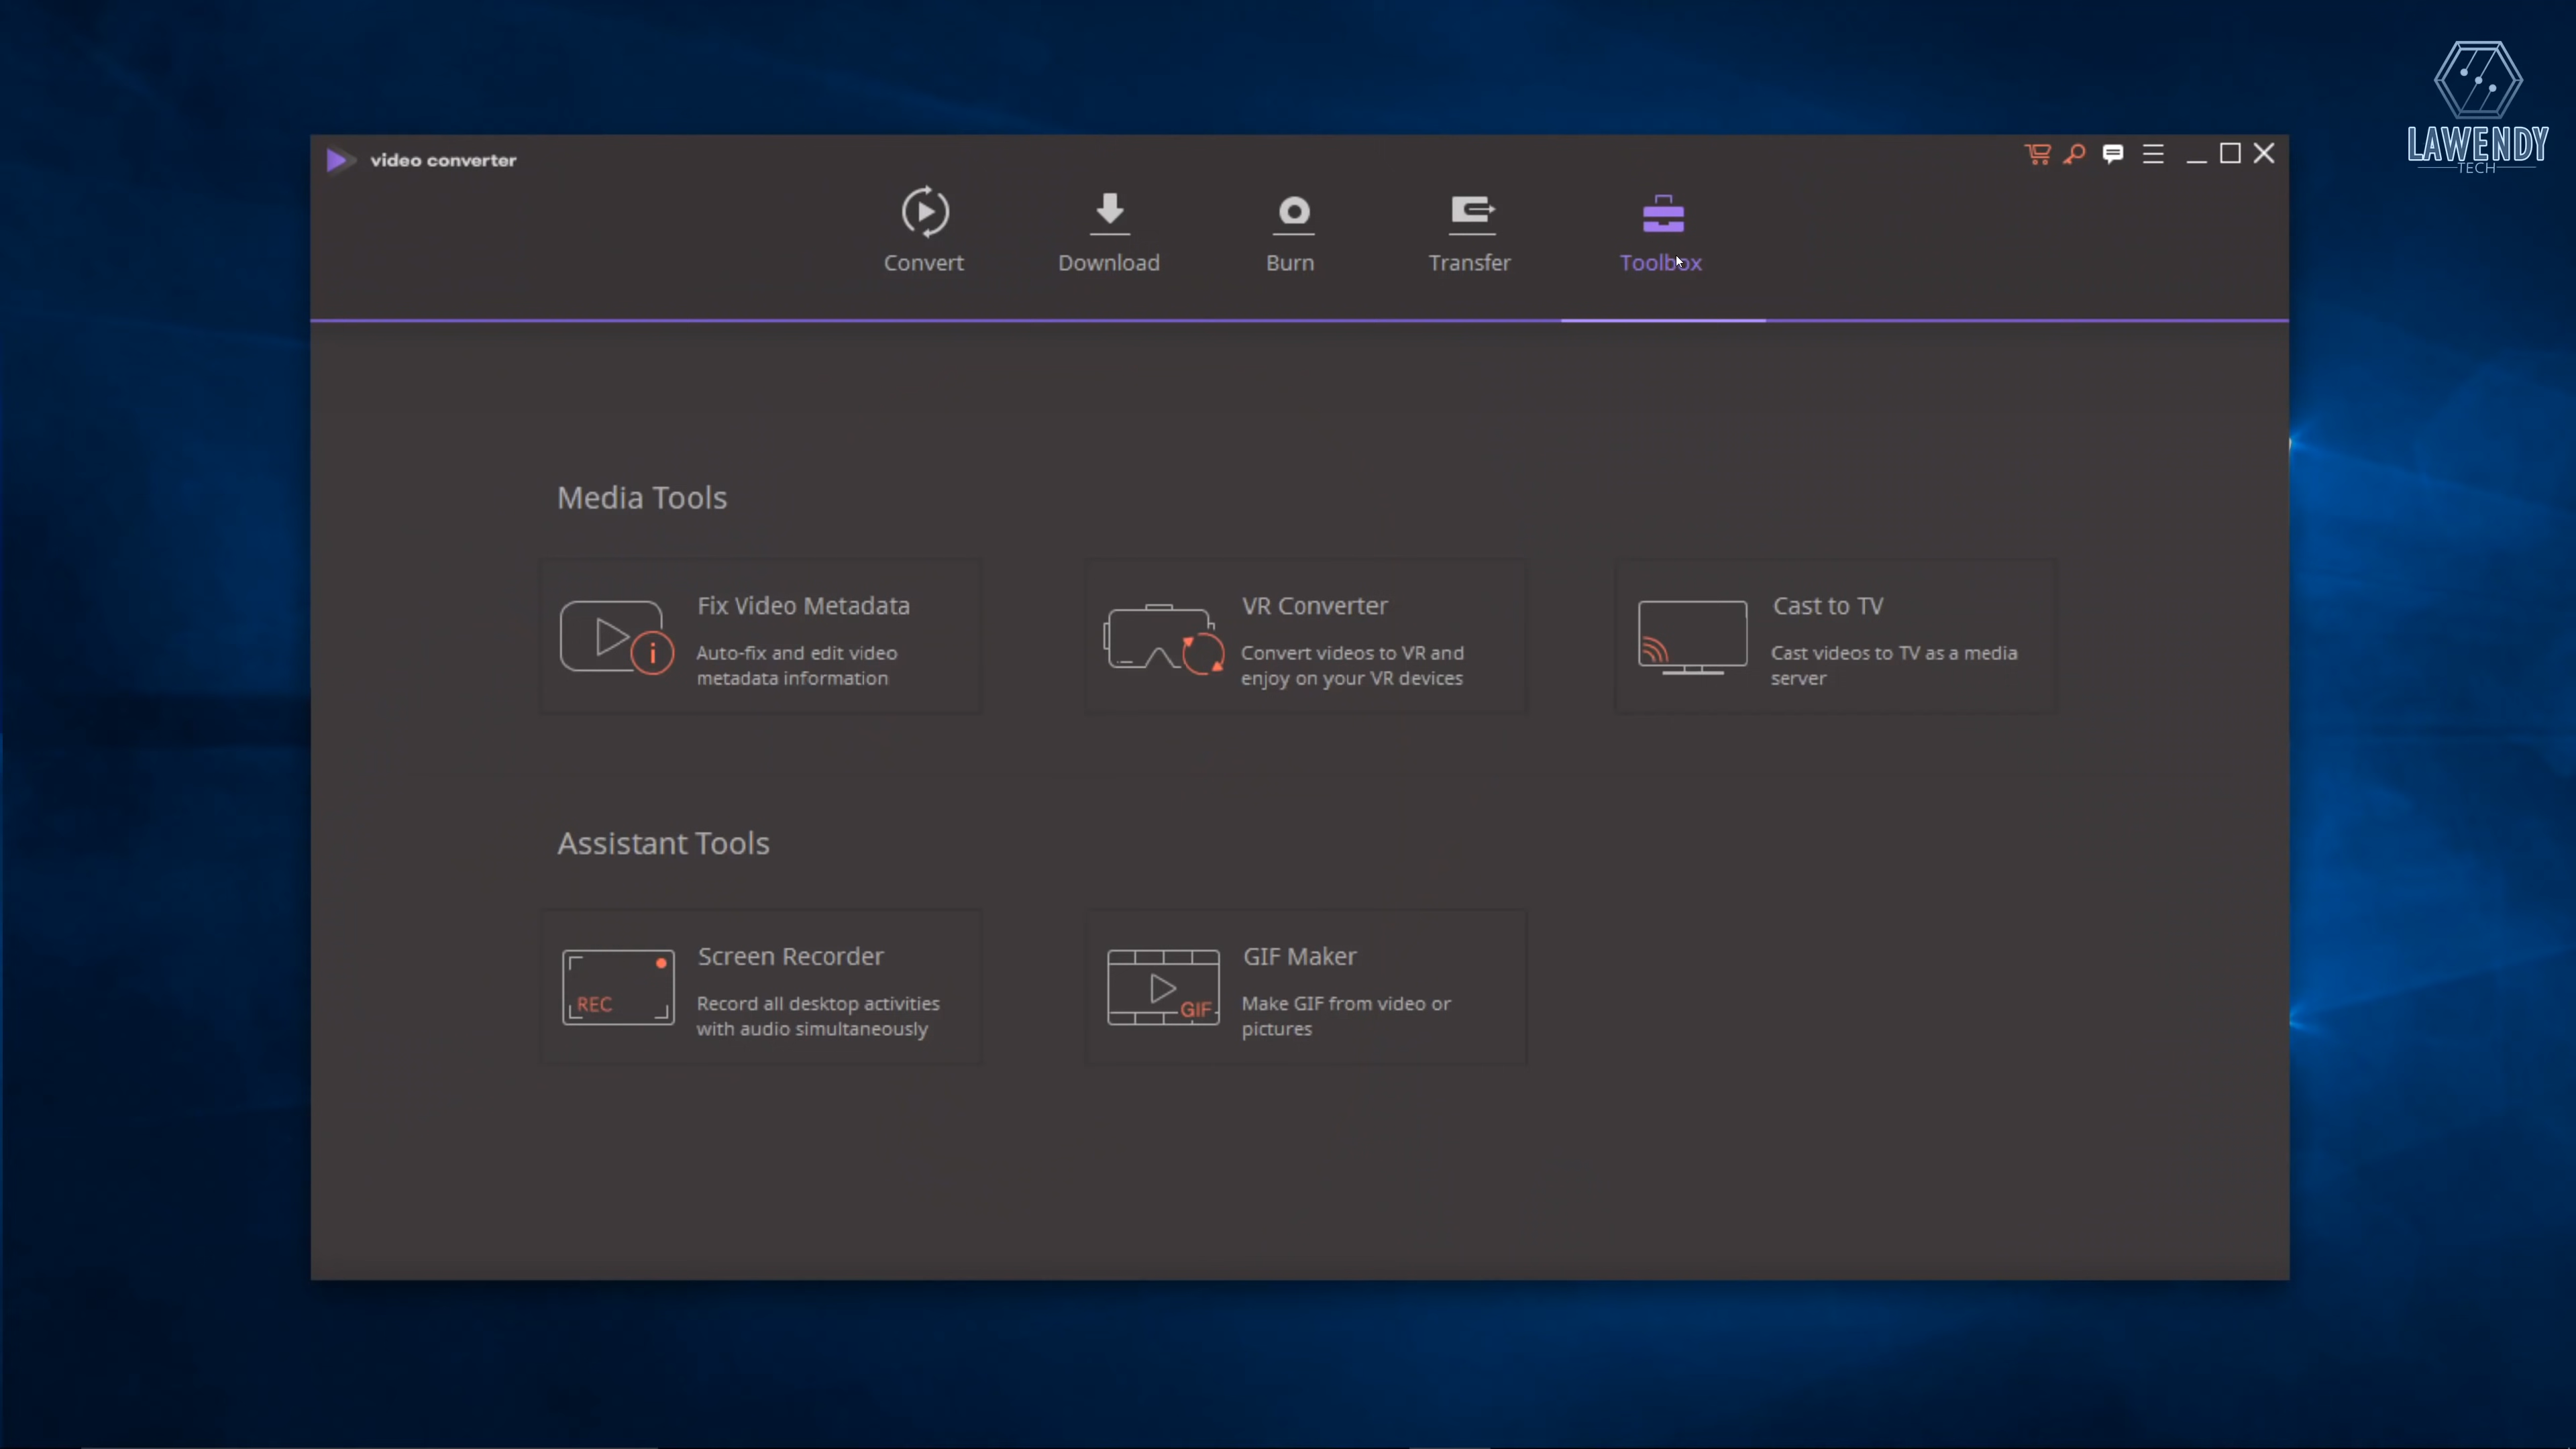 LAWENDY
TECH
video converter
Convert
Download
Burn
Transfer
Toolbox
Media Tools
Fix Video Metadata
Auto-fix and edit video
metadata information
VR Converter
Convert videos to VR and
enjoy on your VR devices
Cast to TV
Cast videos to TV as a media
server
Assistant Tools
REC
Screen Recorder
Record all desktop activities
with audio simultaneously
GIF
GIF Maker
Make GIF from video or
pictures